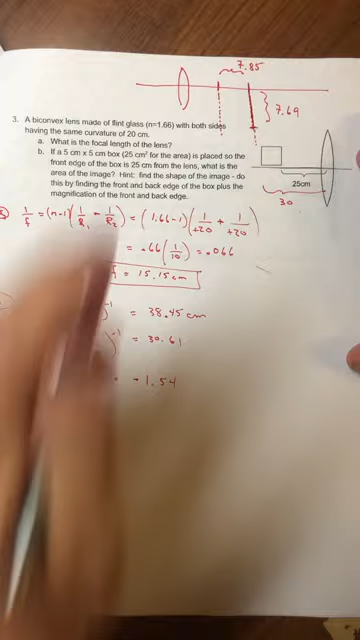 7.85
7.69
3. A biconvex lens made of flint glass (n=1.66) with both sides
having the same curvature of 20 cm.
a. What is the focal length of the lens?
b. If a 5 cm x 5 cm box (25 cm² for the area) is placed so the
front edge of the box is 25 cm from the lens, what is the
area of the image? Hint: find the shape of the image - do
this by finding the front and back edge of the box plus the
magnification of the front and back edge.
25cm
30
1/f = (n-1)(1/R₁ - 1/R₂) = (1.66-1)(1/+20 + 1/+20)
= .66(1/10) = .066
f = 15.15cm
)⁻¹ = 38.45 cm
)⁻¹ = 30.61
= -1.54